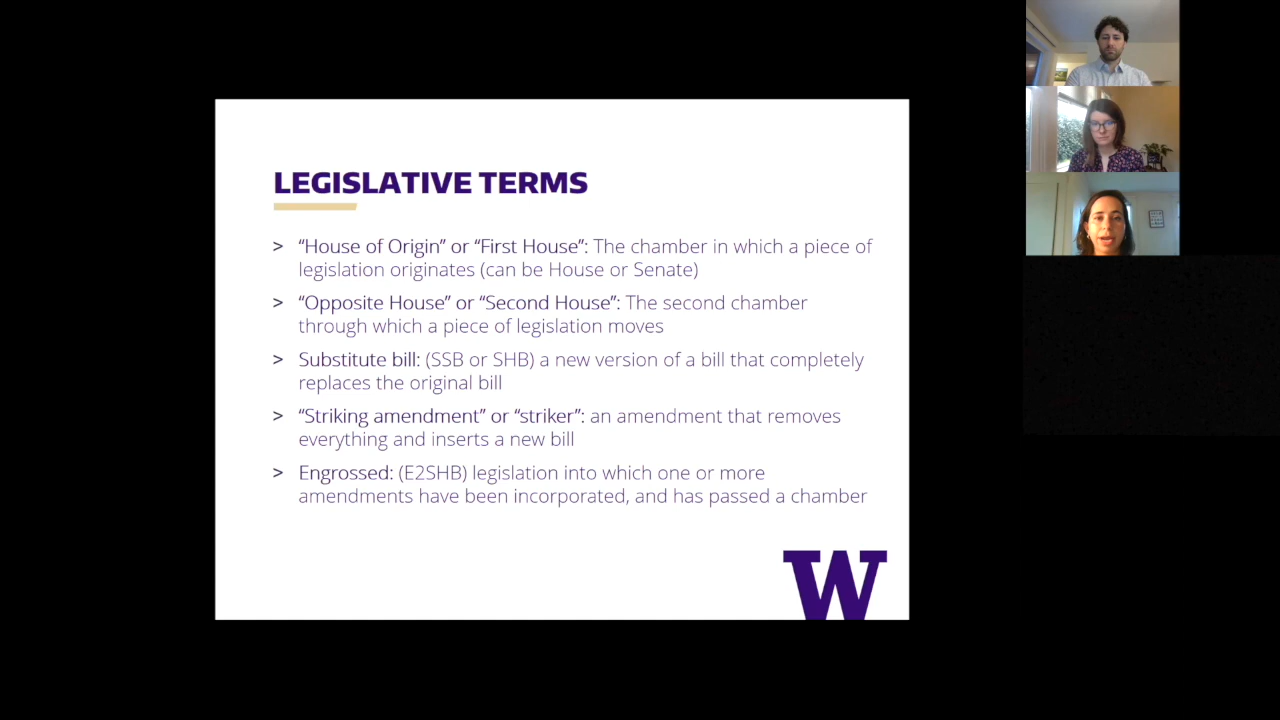 LEGISLATIVE TERMS
> “House of Origin” or “First House”: The chamber in which a piece of
legislation originates (can be House or Senate)
> “Opposite House” or “Second House”: The second chamber
through which a piece of legislation moves
> Substitute bill: (SSB or SHB) a new version of a bill that completely
replaces the original bill
> “Striking amendment” or “striker”: an amendment that removes
everything and inserts a new bill
> Engrossed: (E2SHB) legislation into which one or more
amendments have been incorporated, and has passed a chamber
W